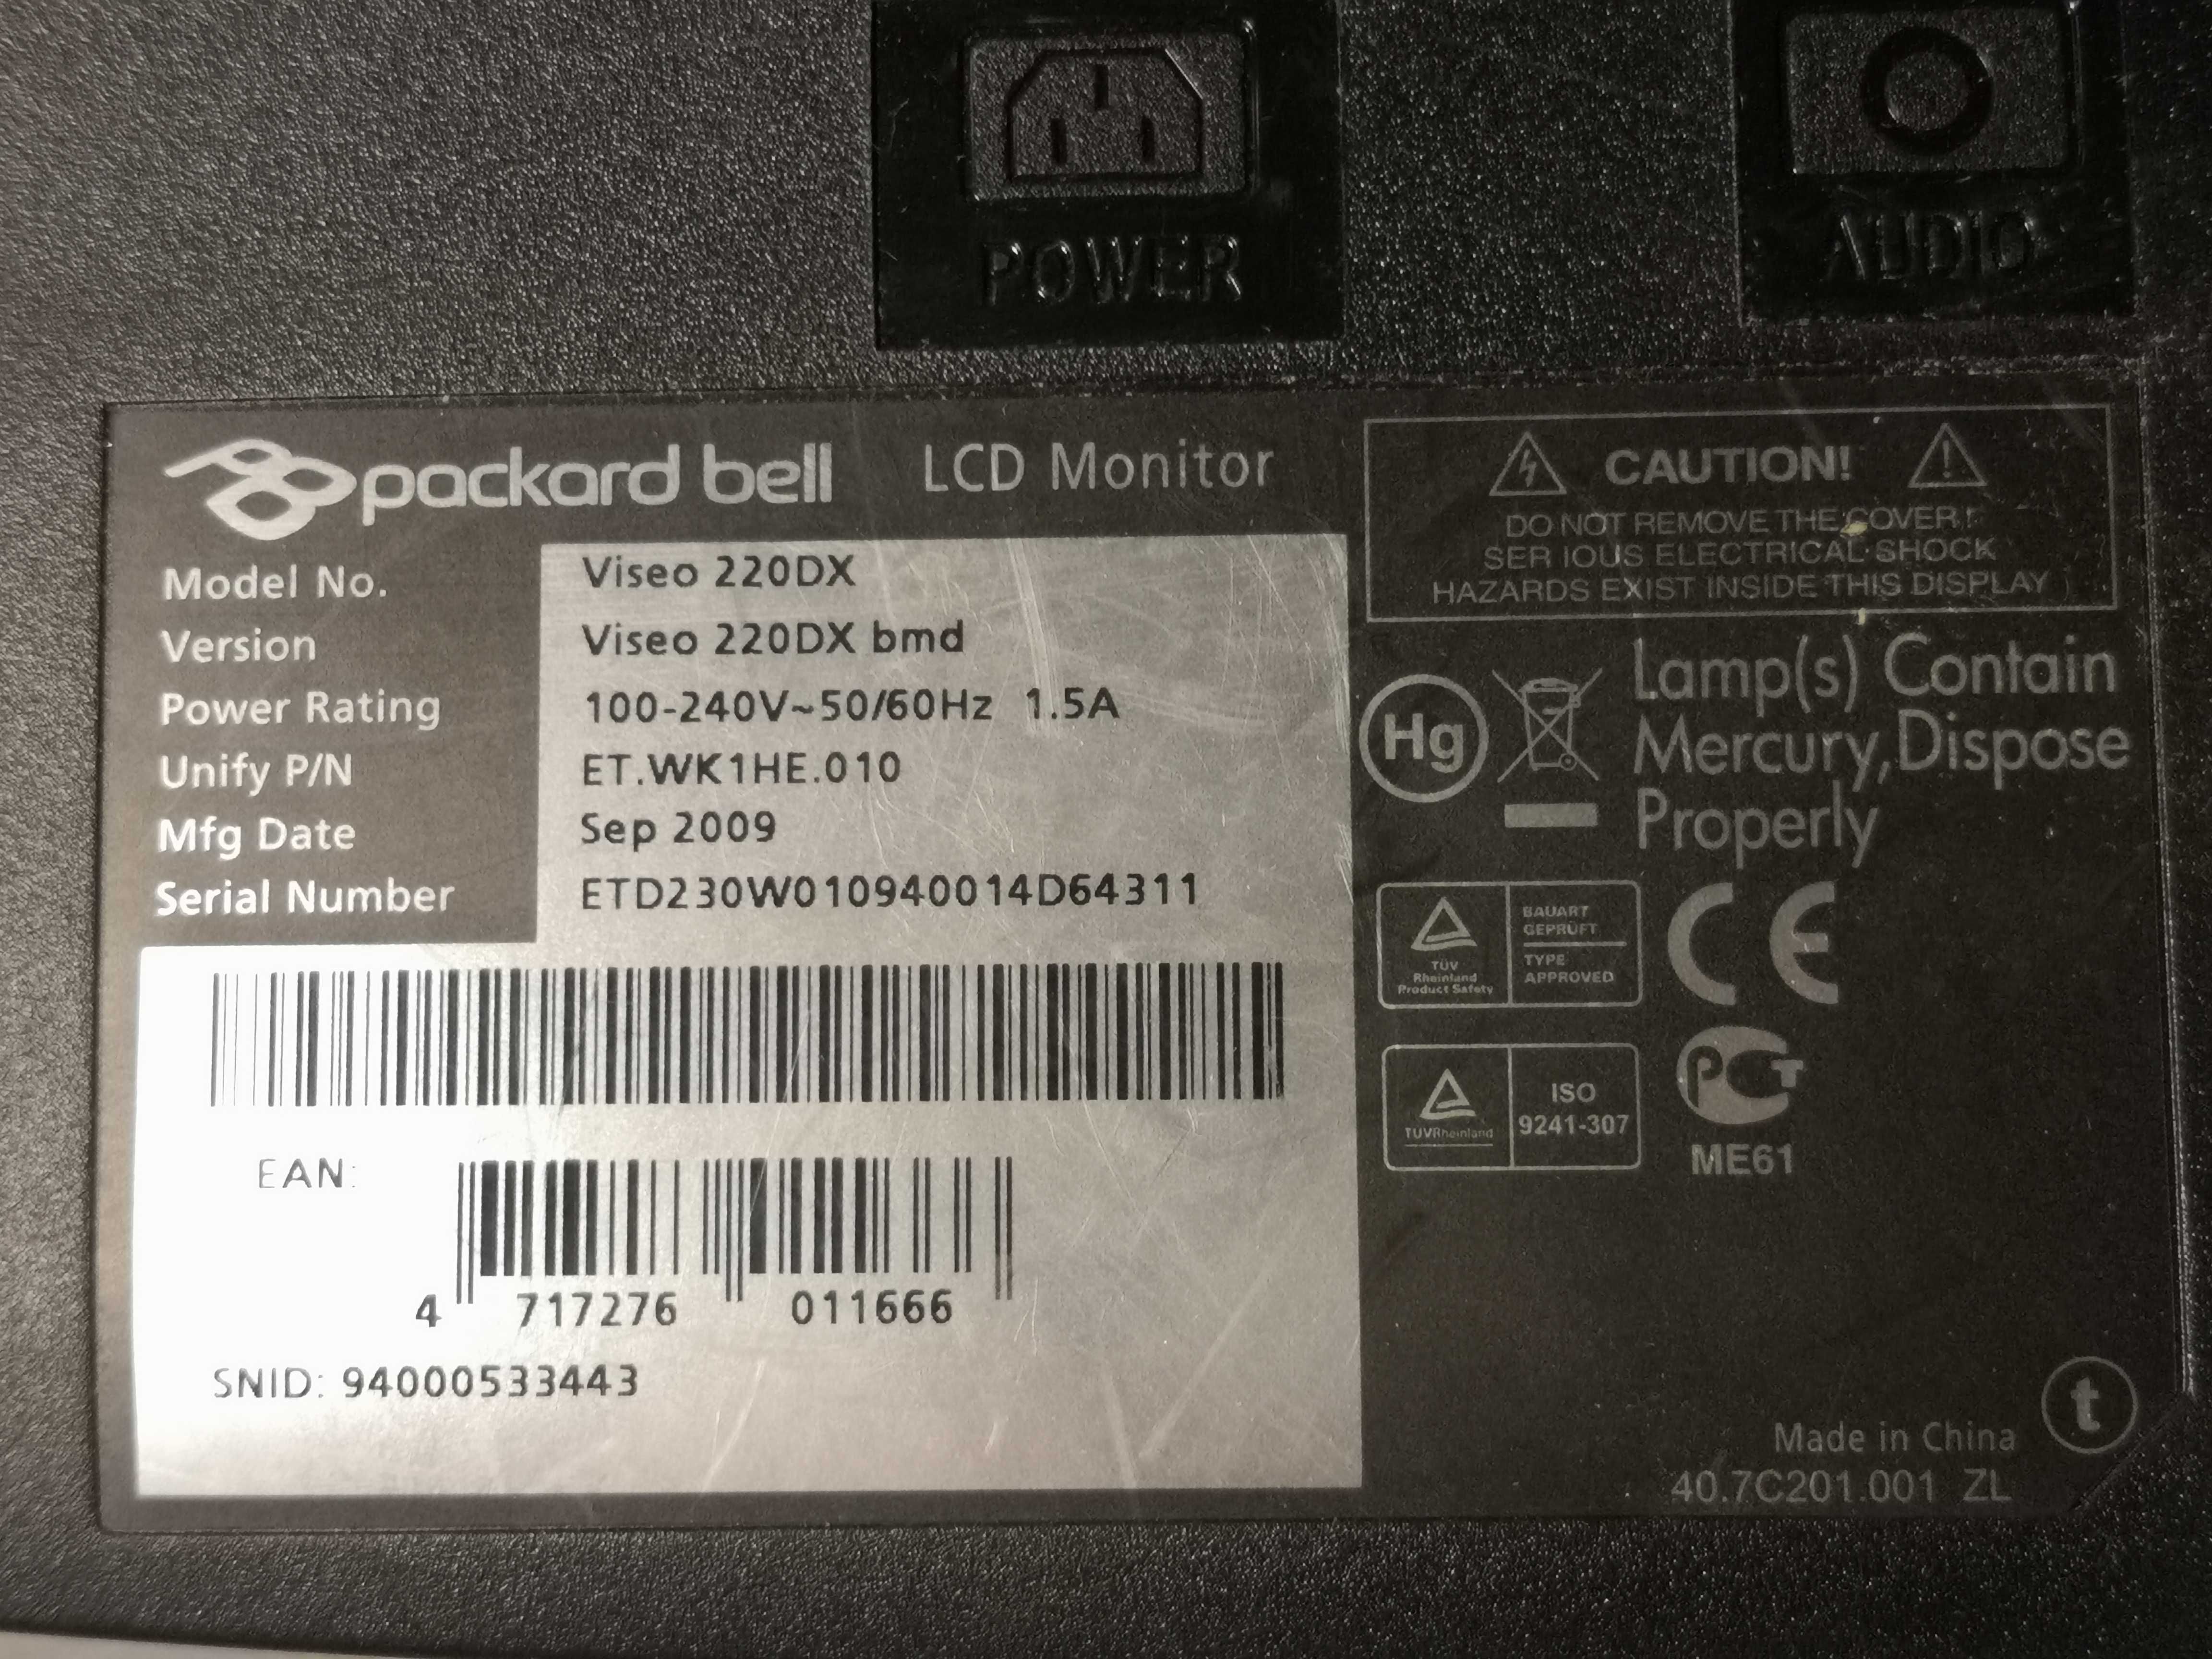 POWER
AUDIO
packard bell LCD Monitor
Model No. Viseo 220DX
Version Viseo 220DX bmd
Power Rating 100-240V~50/60Hz 1.5A
Unify P/N ET.WK1HE.010
Mfg Date Sep 2009
Serial Number ETD230W010940014D64311
EAN:
4 717276 011666
SNID: 94000533443
CAUTION!
DO NOT REMOVE THE COVER!
SER IOUS ELECTRICAL SHOCK
HAZARDS EXIST INSIDE THIS DISPLAY
Hg
Lamp(s) Contain
Mercury,Dispose
Properly
TÜV
Rheinland
Product Safety
BAUART
GEPRÜFT
TYPE
APPROVED
CE
TÜVRheinland
ISO
9241-307
РСТ
ME61
t
Made in China
40.7C201.001 ZL